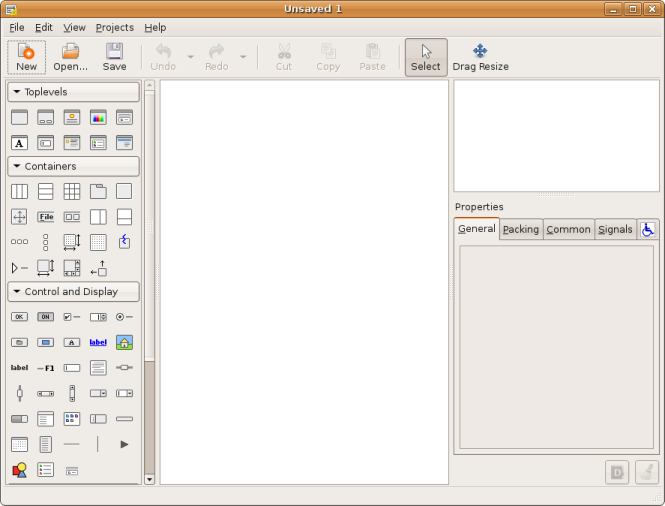 Unsaved 1
File Edit View Projects Help
New Open... Save Undo Redo Cut Copy Paste Select Drag Resize
Toplevels
A
Containers
File
Control and Display
OK ON
A label
label F1
Properties
General Packing Common Signals
D